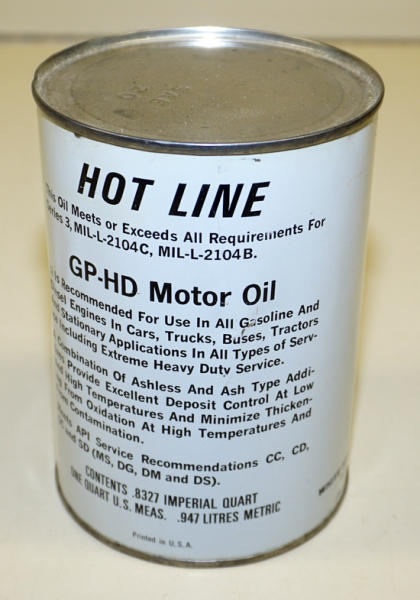 SAE
20
HOT LINE
This Oil Meets or Exceeds All Requirements For
Series 3, MIL-L-2104C, MIL-L-2104B.
GP-HD Motor Oil
Is Recommended For Use In All Gasoline And
Diesel Engines In Cars, Trucks, Buses, Tractors
And Stationary Applications In All Types of Serv-
Including Extreme Heavy Duty Service.
Combination Of Ashless And Ash Type Addi-
Provide Excellent Deposit Control At Low
And High Temperatures And Minimize Thicken-
From Oxidation At High Temperatures And
Contamination.
Meets API Service Recommendations CC, CD,
SC and SD (MS, DG, DM and DS).
CONTENTS .8327 IMPERIAL QUART
ONE QUART U.S. MEAS. .947 LITRES METRIC
Printed in U.S.A.